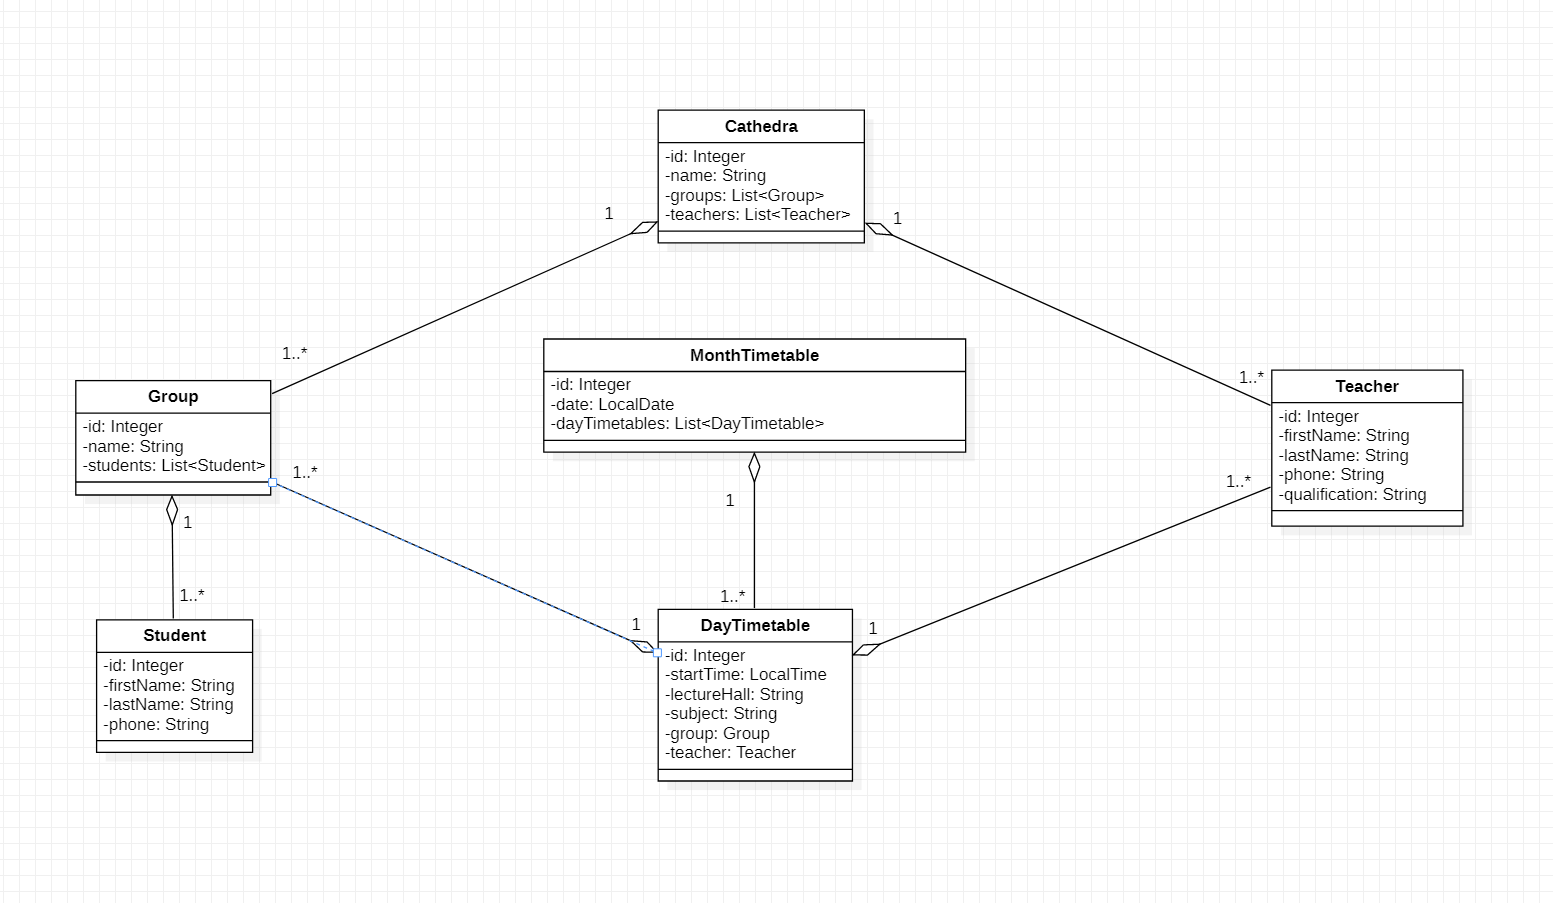 Cathedra
-id: Integer
-name: String
-groups: List<Group>
-teachers: List<Teacher>
1
1
1..*
1..*
MonthTimetable
-id: Integer
-date: LocalDate
-dayTimetables: List<DayTimetable>
Group
-id: Integer
-name: String
-students: List<Student>
Teacher
-id: Integer
-firstName: String
-lastName: String
-phone: String
-qualification: String
1..*
1..*
1
1
1..*
1..*
1
1
Student
-id: Integer
-firstName: String
-lastName: String
-phone: String
DayTimetable
-id: Integer
-startTime: LocalTime
-lectureHall: String
-subject: String
-group: Group
-teacher: Teacher